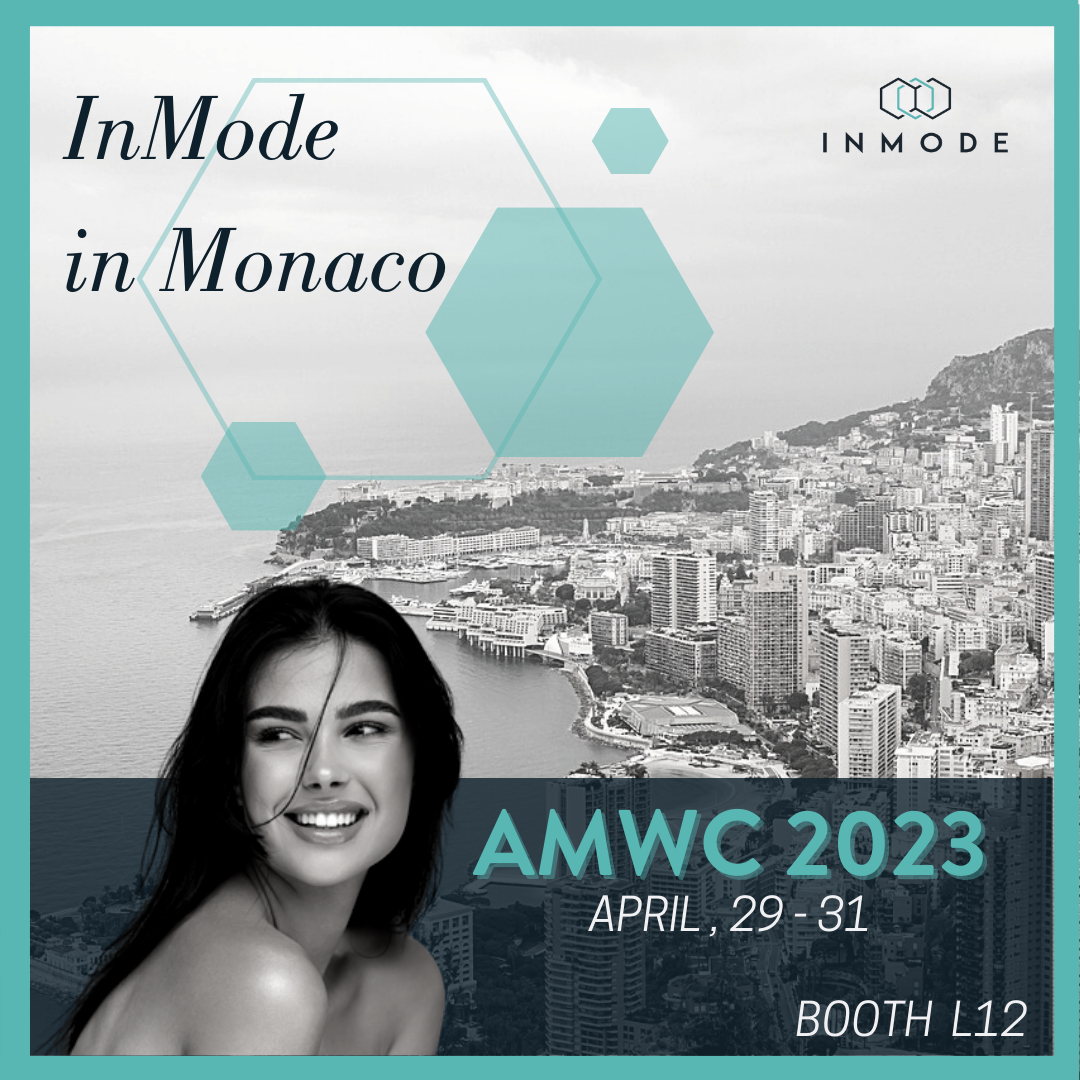 InMode
in Monaco
INMODE
AMWC 2023
APRIL, 29 - 31
BOOTH L12